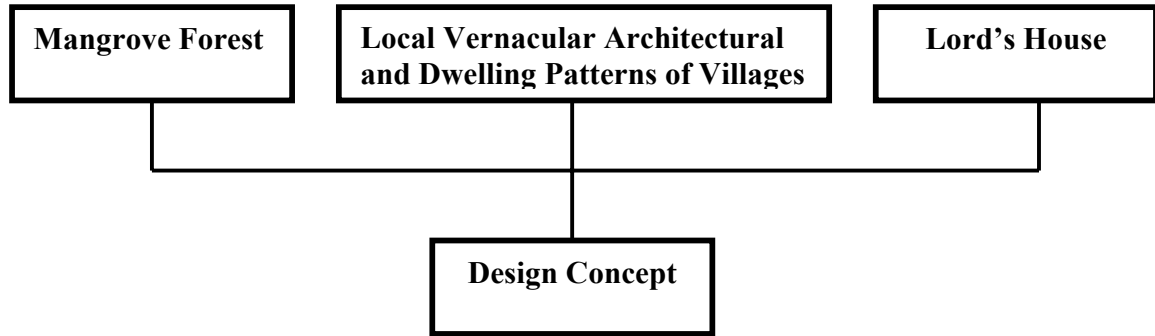 Mangrove Forest
Local Vernacular Architectural
and Dwelling Patterns of Villages
Lord’s House
Design Concept